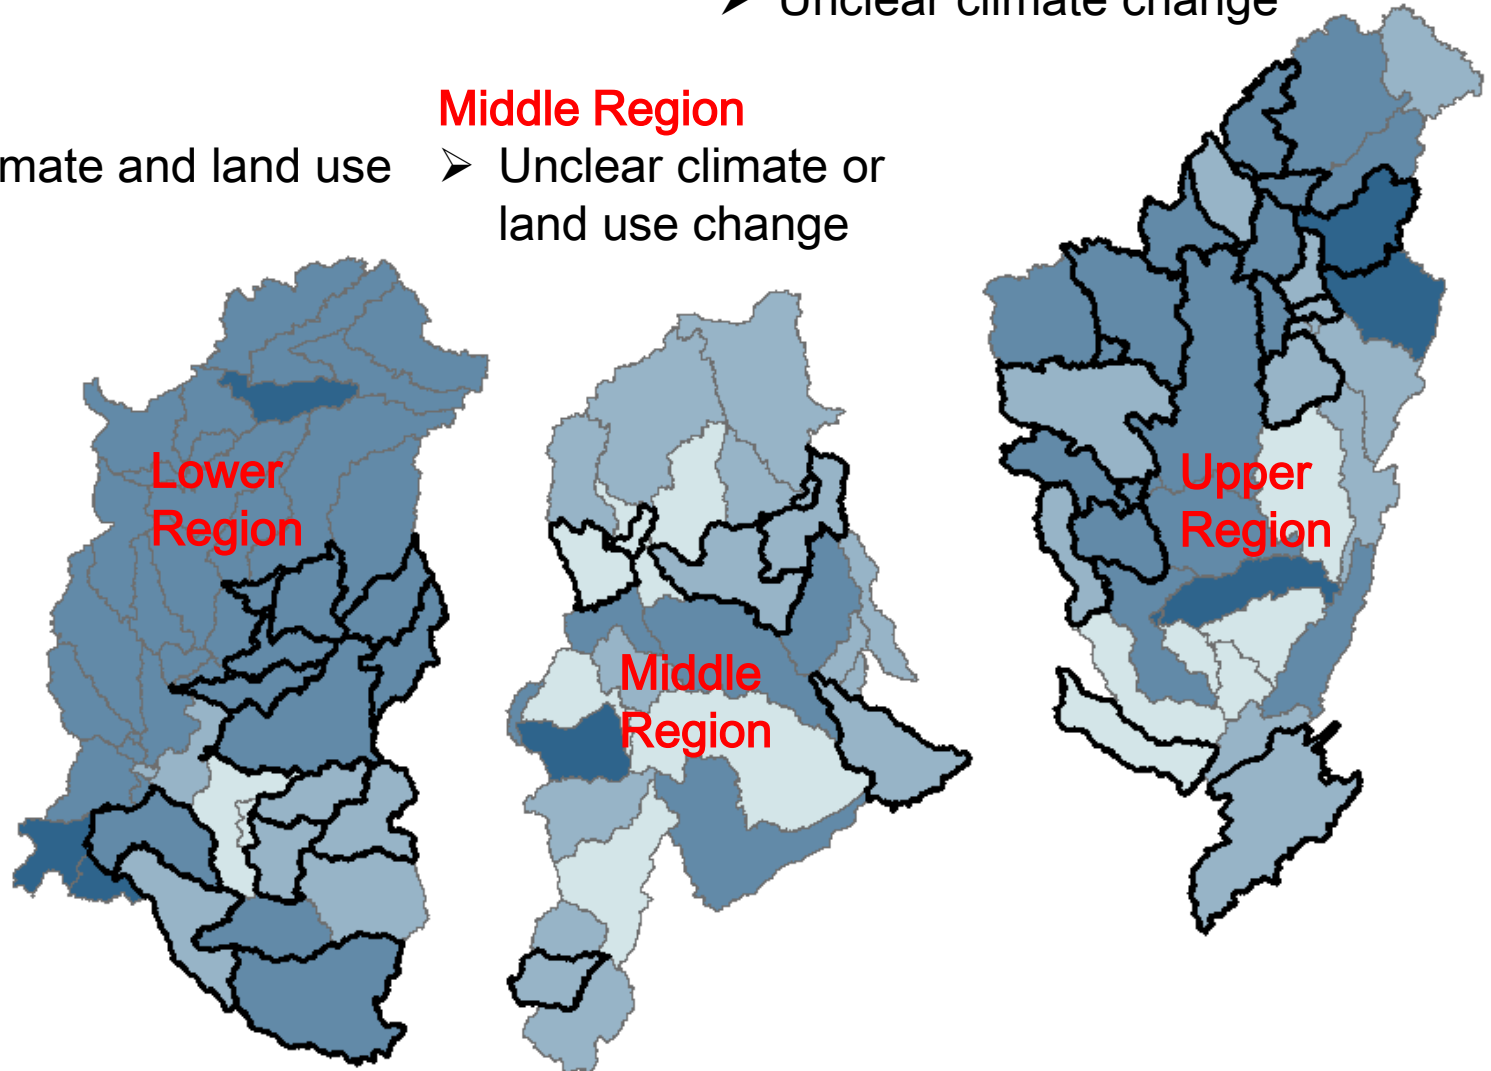 ➢ Unclear climate change
Middle Region
mate and land use
➢ Unclear climate or
land use change
Lower
Region
Middle
Region
Upper
Region